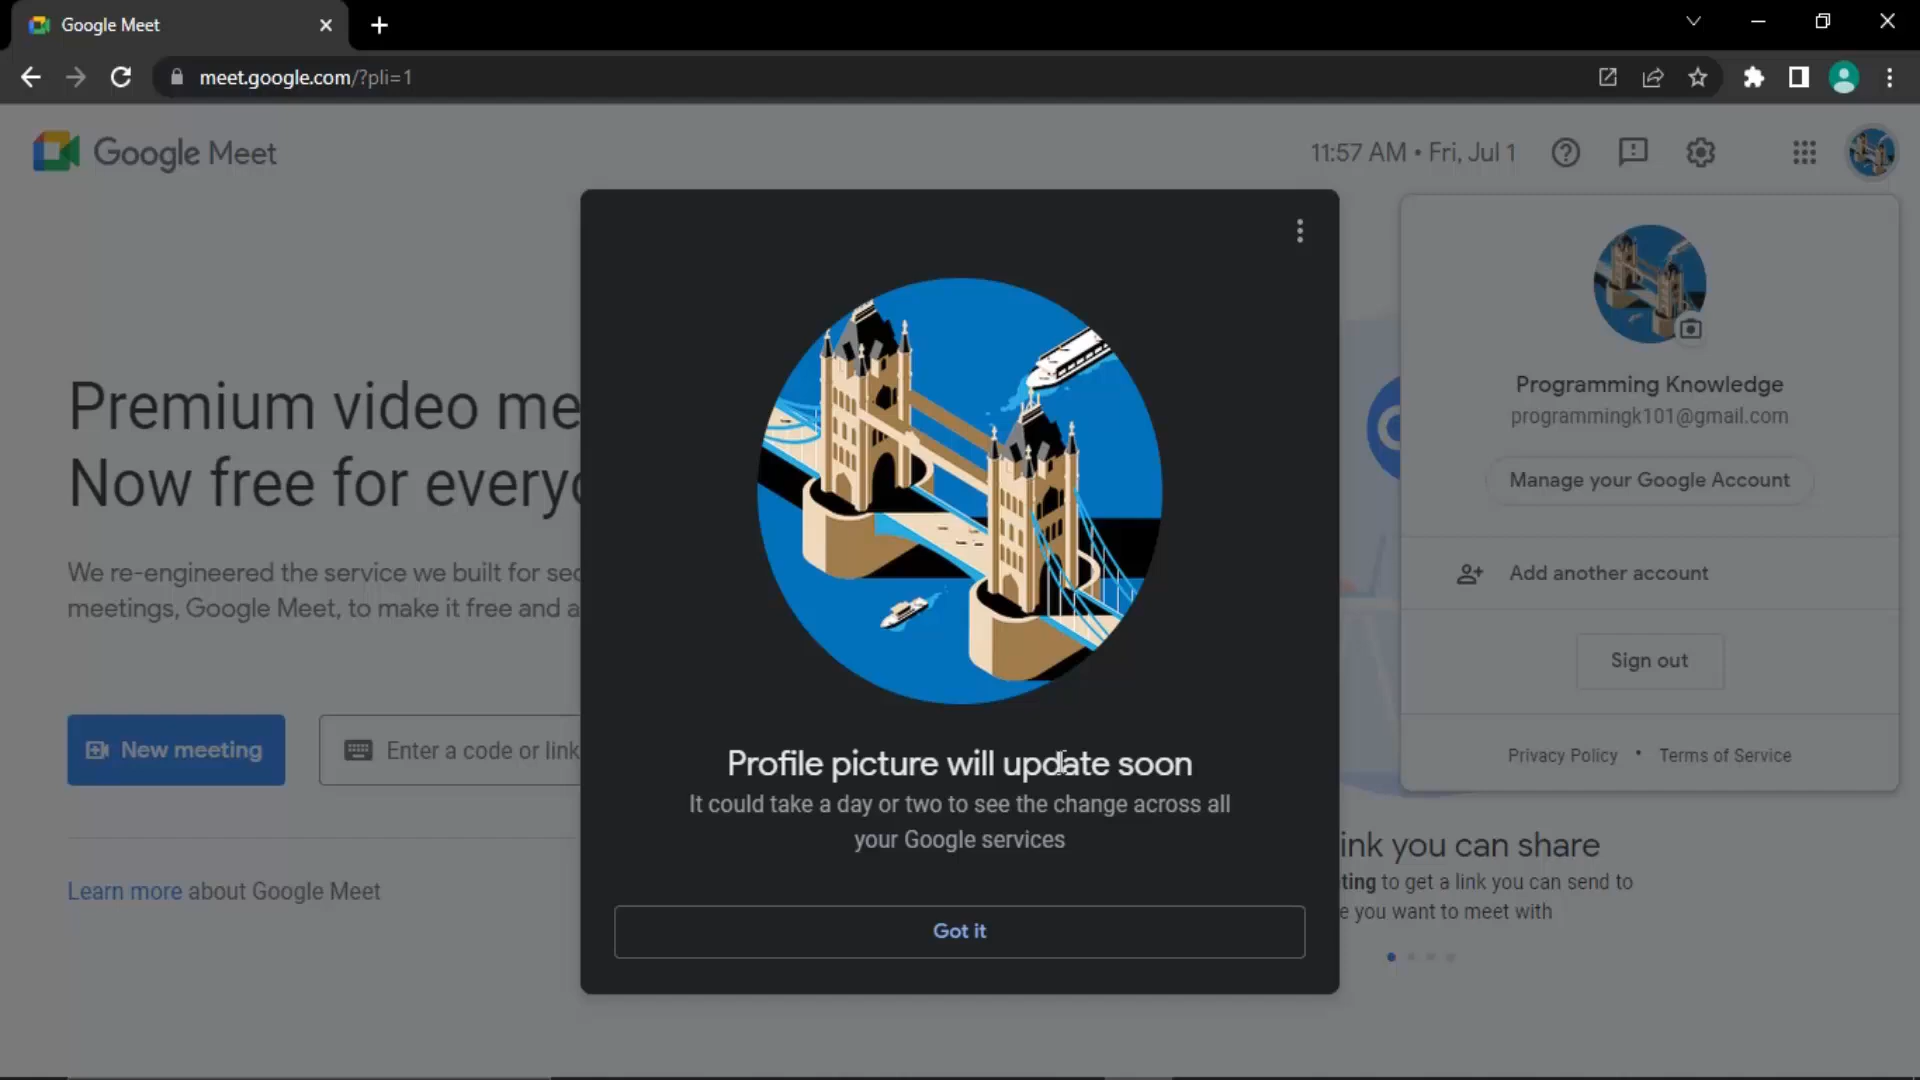 Google Meet
meet.google.com/?pli=1
Google Meet
11:57 AM • Fri, Jul 1
Premium video me
Now free for everyo
We re-engineered the service we built for sec
meetings, Google Meet, to make it free and a
New meeting
Enter a code or link
Learn more about Google Meet
Profile picture will update soon
It could take a day or two to see the change across all
your Google services
Got it
Programming Knowledge
programmingk101@gmail.com
Manage your Google Account
Add another account
Sign out
Privacy Policy • Terms of Service
ink you can share
ting to get a link you can send to
e you want to meet with